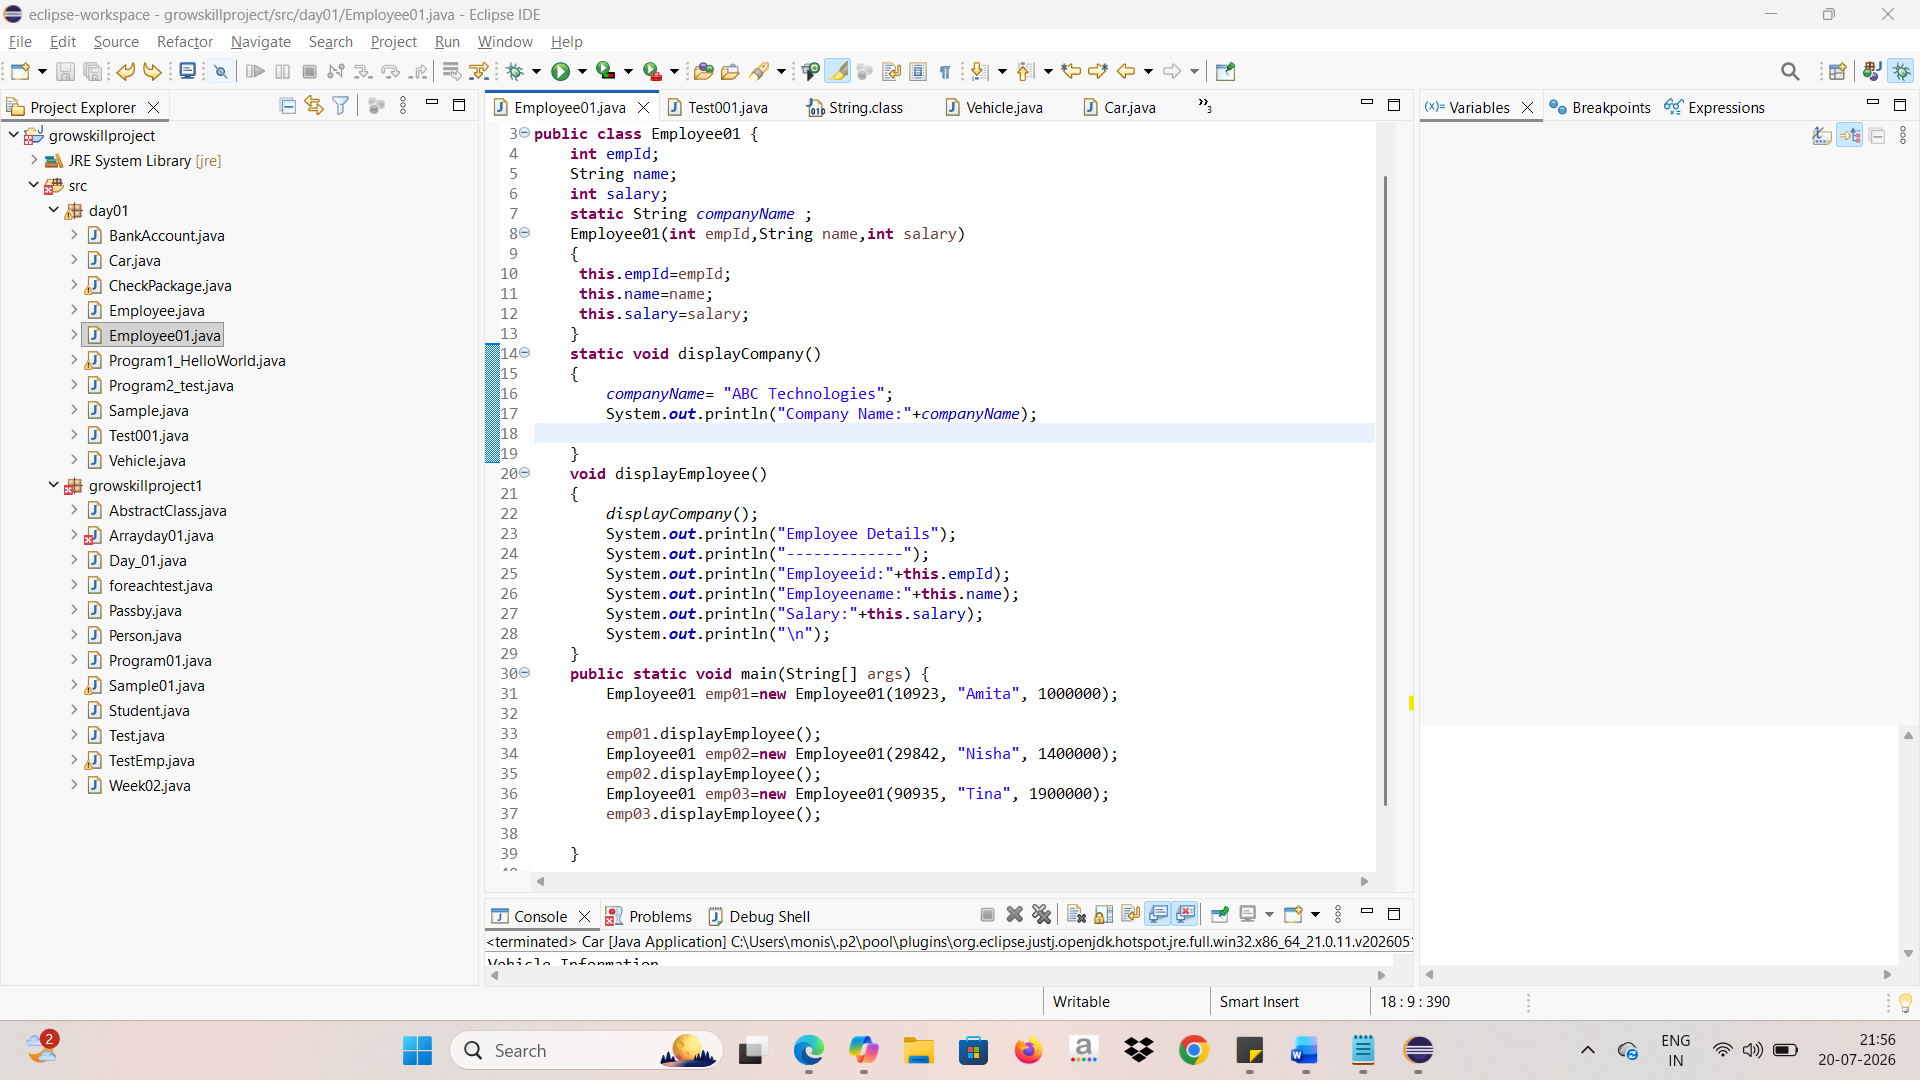 eclipse-workspace - growskillproject/src/day01/Employee01.java - Eclipse IDE
File Edit Source Refactor Navigate Search Project Run Window Help
Project Explorer
growskillproject
JRE System Library [jre]
src
day01
BankAccount.java
Car.java
CheckPackage.java
Employee.java
Employee01.java
Program1_HelloWorld.java
Program2_test.java
Sample.java
Test001.java
Vehicle.java
growskillproject1
AbstractClass.java
Arrayday01.java
Day_01.java
foreachtest.java
Passby.java
Person.java
Program01.java
Sample01.java
Student.java
Test.java
TestEmp.java
Week02.java
Employee01.java Test001.java String.class Vehicle.java Car.java »3
3 public class Employee01 {
4 int empId;
5 String name;
6 int salary;
7 static String companyName ;
8 Employee01(int empId,String name,int salary)
9 {
10 this.empId=empId;
11 this.name=name;
12 this.salary=salary;
13 }
14 static void displayCompany()
15 {
16 companyName= "ABC Technologies";
17 System.out.println("Company Name:"+companyName);
18
19 }
20 void displayEmployee()
21 {
22 displayCompany();
23 System.out.println("Employee Details");
24 System.out.println("-------------");
25 System.out.println("Employeeid:"+this.empId);
26 System.out.println("Employeename:"+this.name);
27 System.out.println("Salary:"+this.salary);
28 System.out.println("\n");
29 }
30 public static void main(String[] args) {
31 Employee01 emp01=new Employee01(10923, "Amita", 1000000);
32
33 emp01.displayEmployee();
34 Employee01 emp02=new Employee01(29842, "Nisha", 1400000);
35 emp02.displayEmployee();
36 Employee01 emp03=new Employee01(90935, "Tina", 1900000);
37 emp03.displayEmployee();
38
39 }
Console Problems Debug Shell
<terminated> Car [Java Application] C:\Users\monis\.p2\pool\plugins\org.eclipse.justj.openjdk.hotspot.jre.full.win32.x86_64_21.0.11.v202605
Vehicle Information
(x)= Variables Breakpoints Expressions
Writable Smart Insert 18 : 9 : 390
2
Search
ENG
IN
21:56
20-07-2026